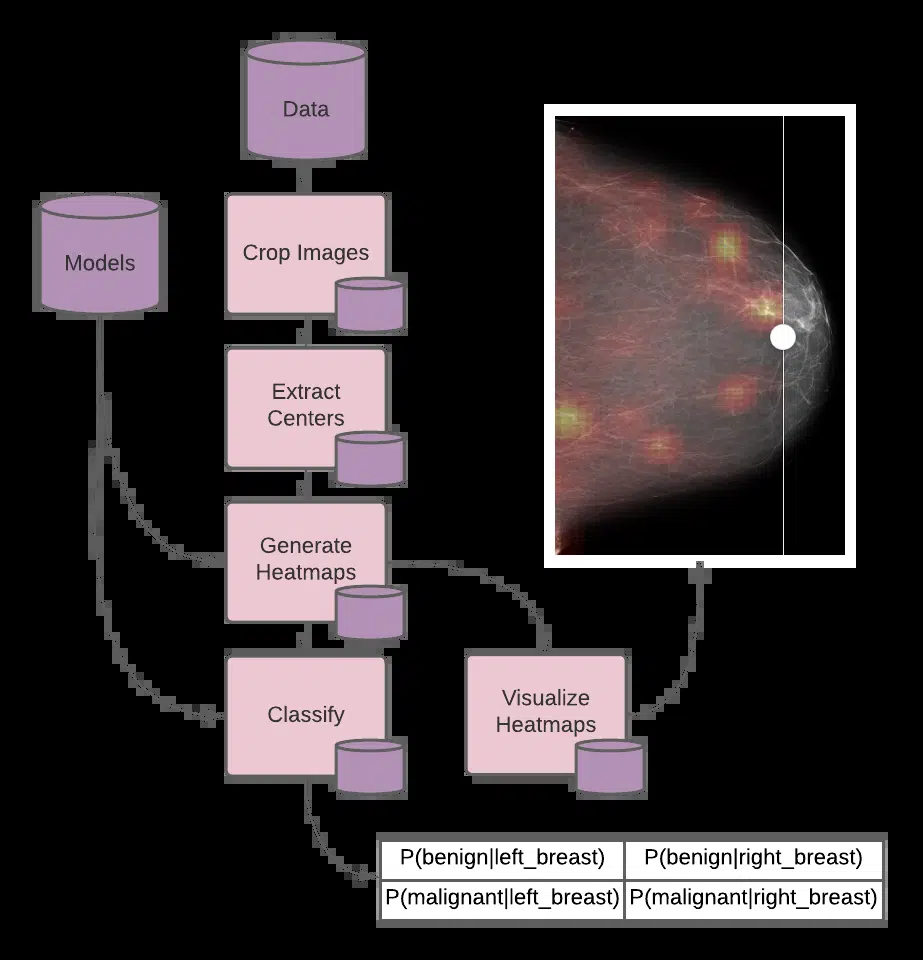 Data
Models
Crop Images
Extract
Centers
Generate
Heatmaps
Classify
Visualize
Heatmaps
P(benign|left_breast) P(benign|right_breast)
P(malignant|left_breast) P(malignant|right_breast)